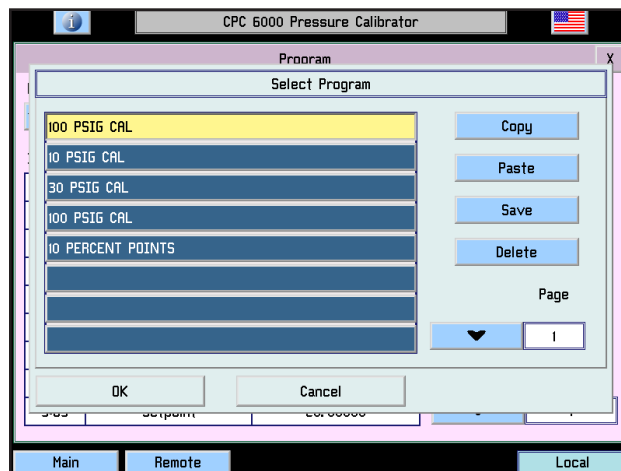 i
CPC 6000 Pressure Calibrator
Program
X
Select Program
100 PSIG CAL
10 PSIG CAL
30 PSIG CAL
100 PSIG CAL
10 PERCENT POINTS
Copy
Paste
Save
Delete
Page
1
OK
Cancel
Setpoint
Main
Remote
Local